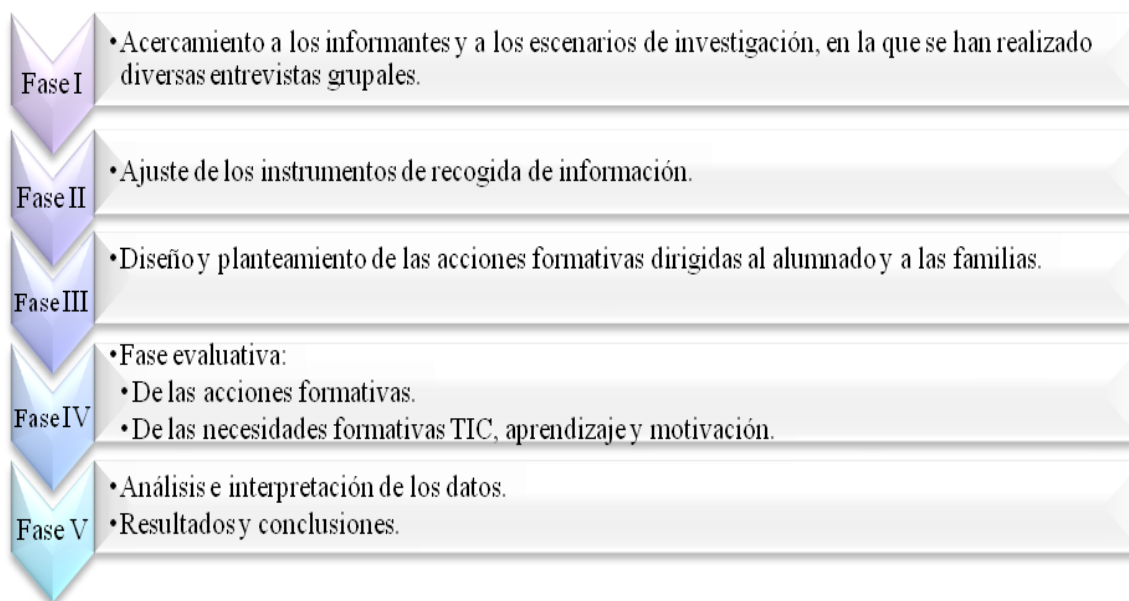 Fase I
•Acercamiento a los informantes y a los escenarios de investigación, en la que se han realizado
diversas entrevistas grupales.
Fase II
•Ajuste de los instrumentos de recogida de información.
Fase III
•Diseño y planteamiento de las acciones formativas dirigidas al alumnado y a las familias.
Fase IV
•Fase evaluativa:
•De las acciones formativas.
•De las necesidades formativas TIC, aprendizaje y motivación.
Fase V
•Análisis e interpretación de los datos.
•Resultados y conclusiones.